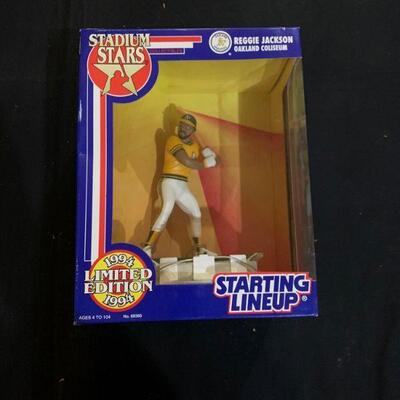 STADIUM
STARS
REGGIE JACKSON
OAKLAND COLISEUM
1994
LIMITED
EDITION
1994
STARTING
LINEUP
AGES 4 TO 104